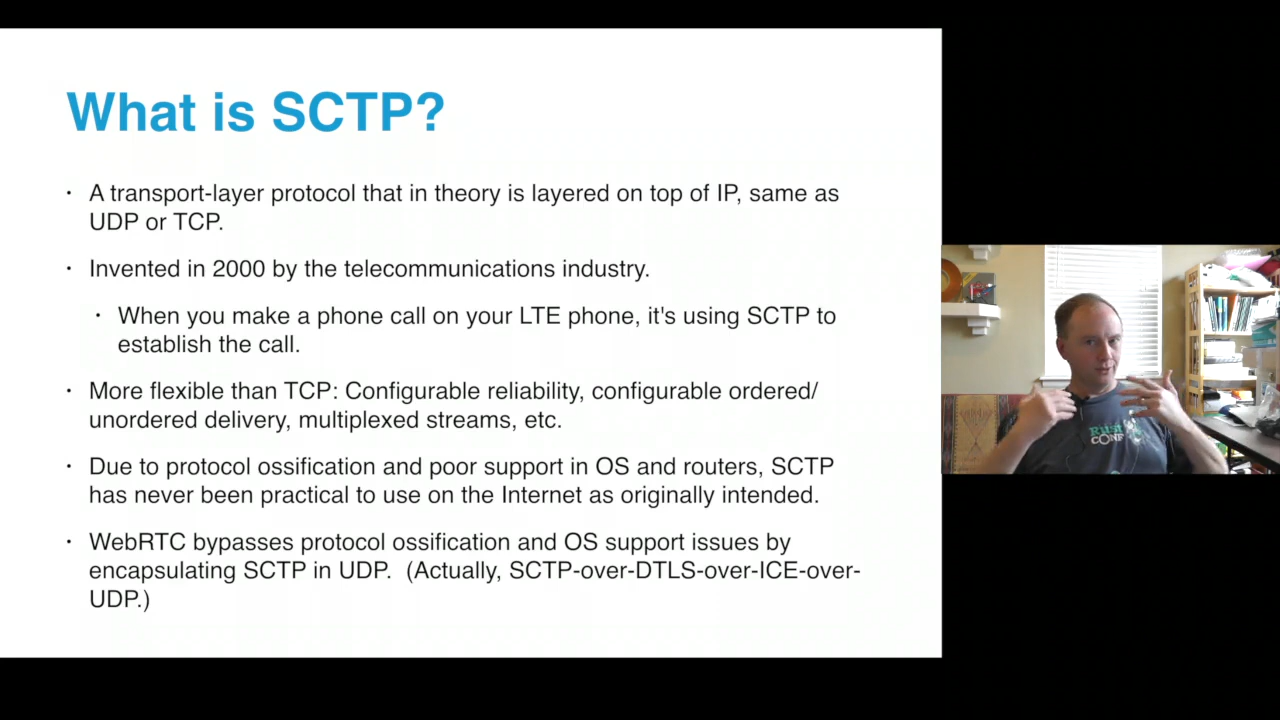 What is SCTP?
• A transport-layer protocol that in theory is layered on top of IP, same as
UDP or TCP.
• Invented in 2000 by the telecommunications industry.
• When you make a phone call on your LTE phone, it's using SCTP to
establish the call.
• More flexible than TCP: Configurable reliability, configurable ordered/
unordered delivery, multiplexed streams, etc.
• Due to protocol ossification and poor support in OS and routers, SCTP
has never been practical to use on the Internet as originally intended.
• WebRTC bypasses protocol ossification and OS support issues by
encapsulating SCTP in UDP.  (Actually, SCTP-over-DTLS-over-ICE-over-
UDP.)
Rust
CONF